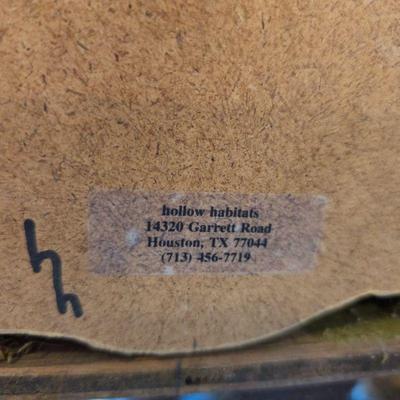 hollow habitats
14320 Garrett Road
Houston, TX 77044
(713) 456-7719
hh